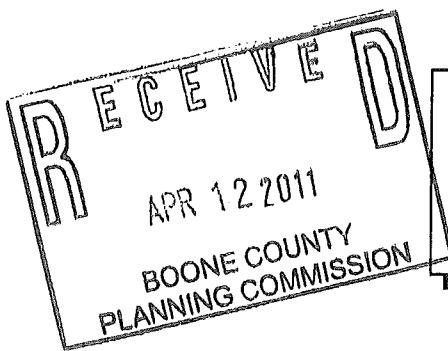 RECEIVED
APR 12 2011
BOONE COUNTY
PLANNING COMMISSION